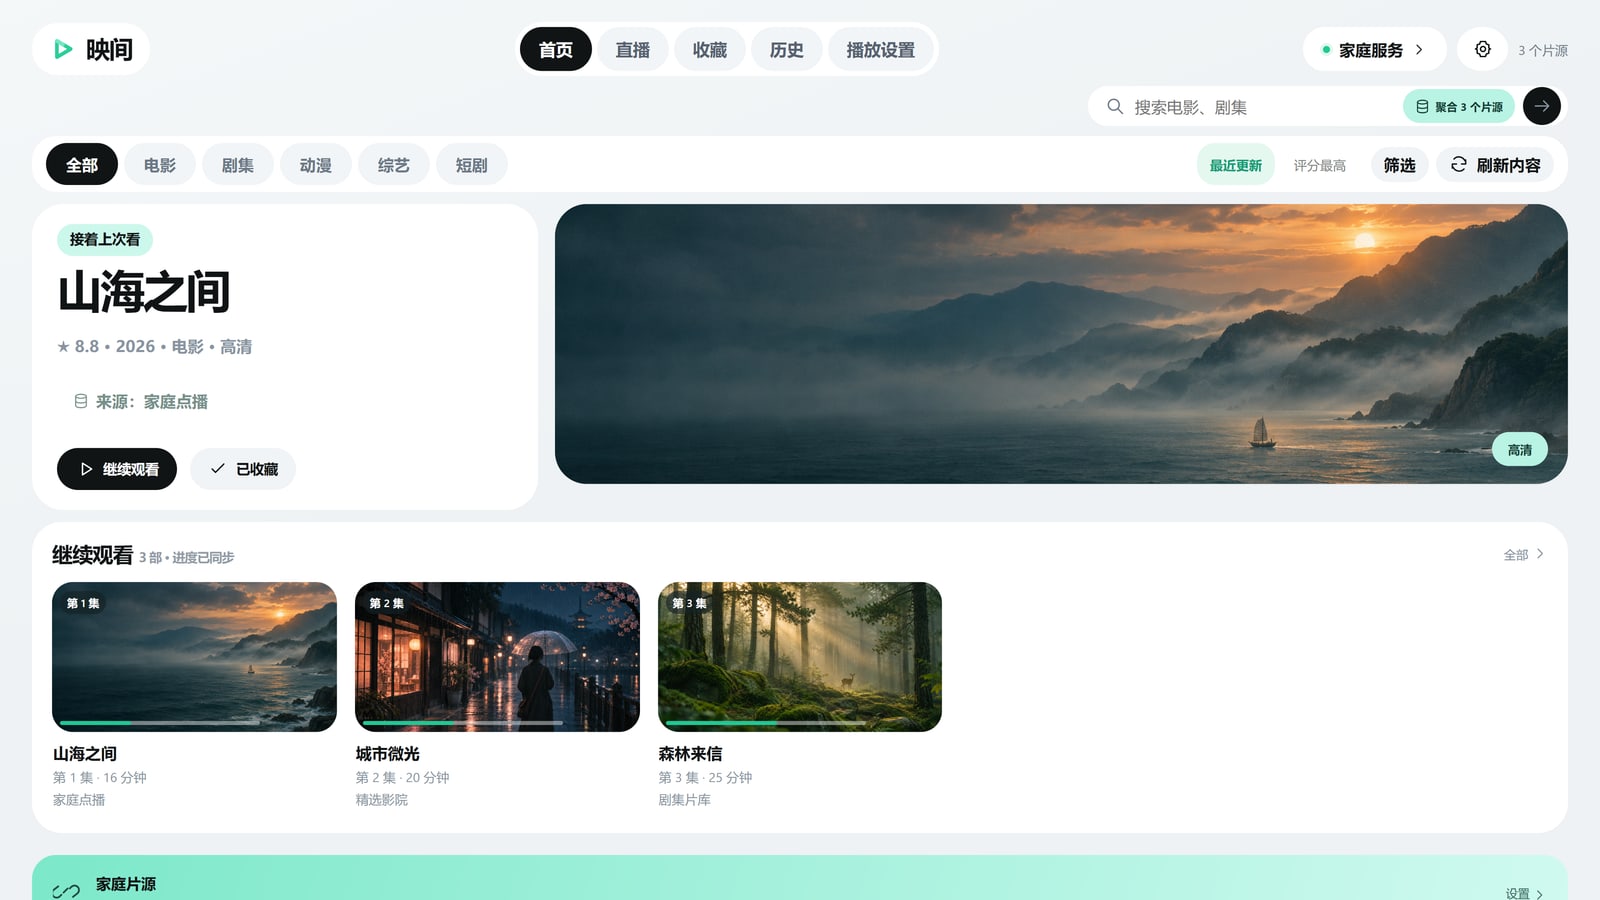 映间
首页 直播 收藏 历史 播放设置
家庭服务 3 个片源
搜索电影、剧集 聚合 3 个片源
全部 电影 剧集 动漫 综艺 短剧
最近更新 评分最高 筛选 刷新内容
接着上次看
山海之间
★ 8.8 • 2026 • 电影 • 高清
来源：家庭点播
继续观看 已收藏
高清
继续观看 3 部 • 进度已同步
全部
第 1 集
第 2 集
第 3 集
山海之间
第 1 集 · 16 分钟
家庭点播
城市微光
第 2 集 · 20 分钟
精选影院
森林来信
第 3 集 · 25 分钟
剧集片库
家庭片源
设置